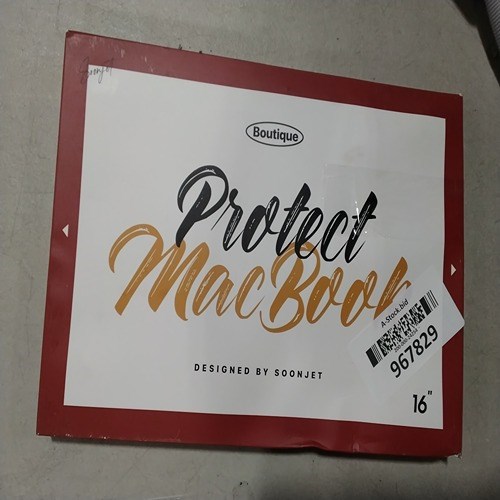 Boutique
Protect
MacBook
A-Stock.bid
967829
DESIGNED BY SOONJET
16"